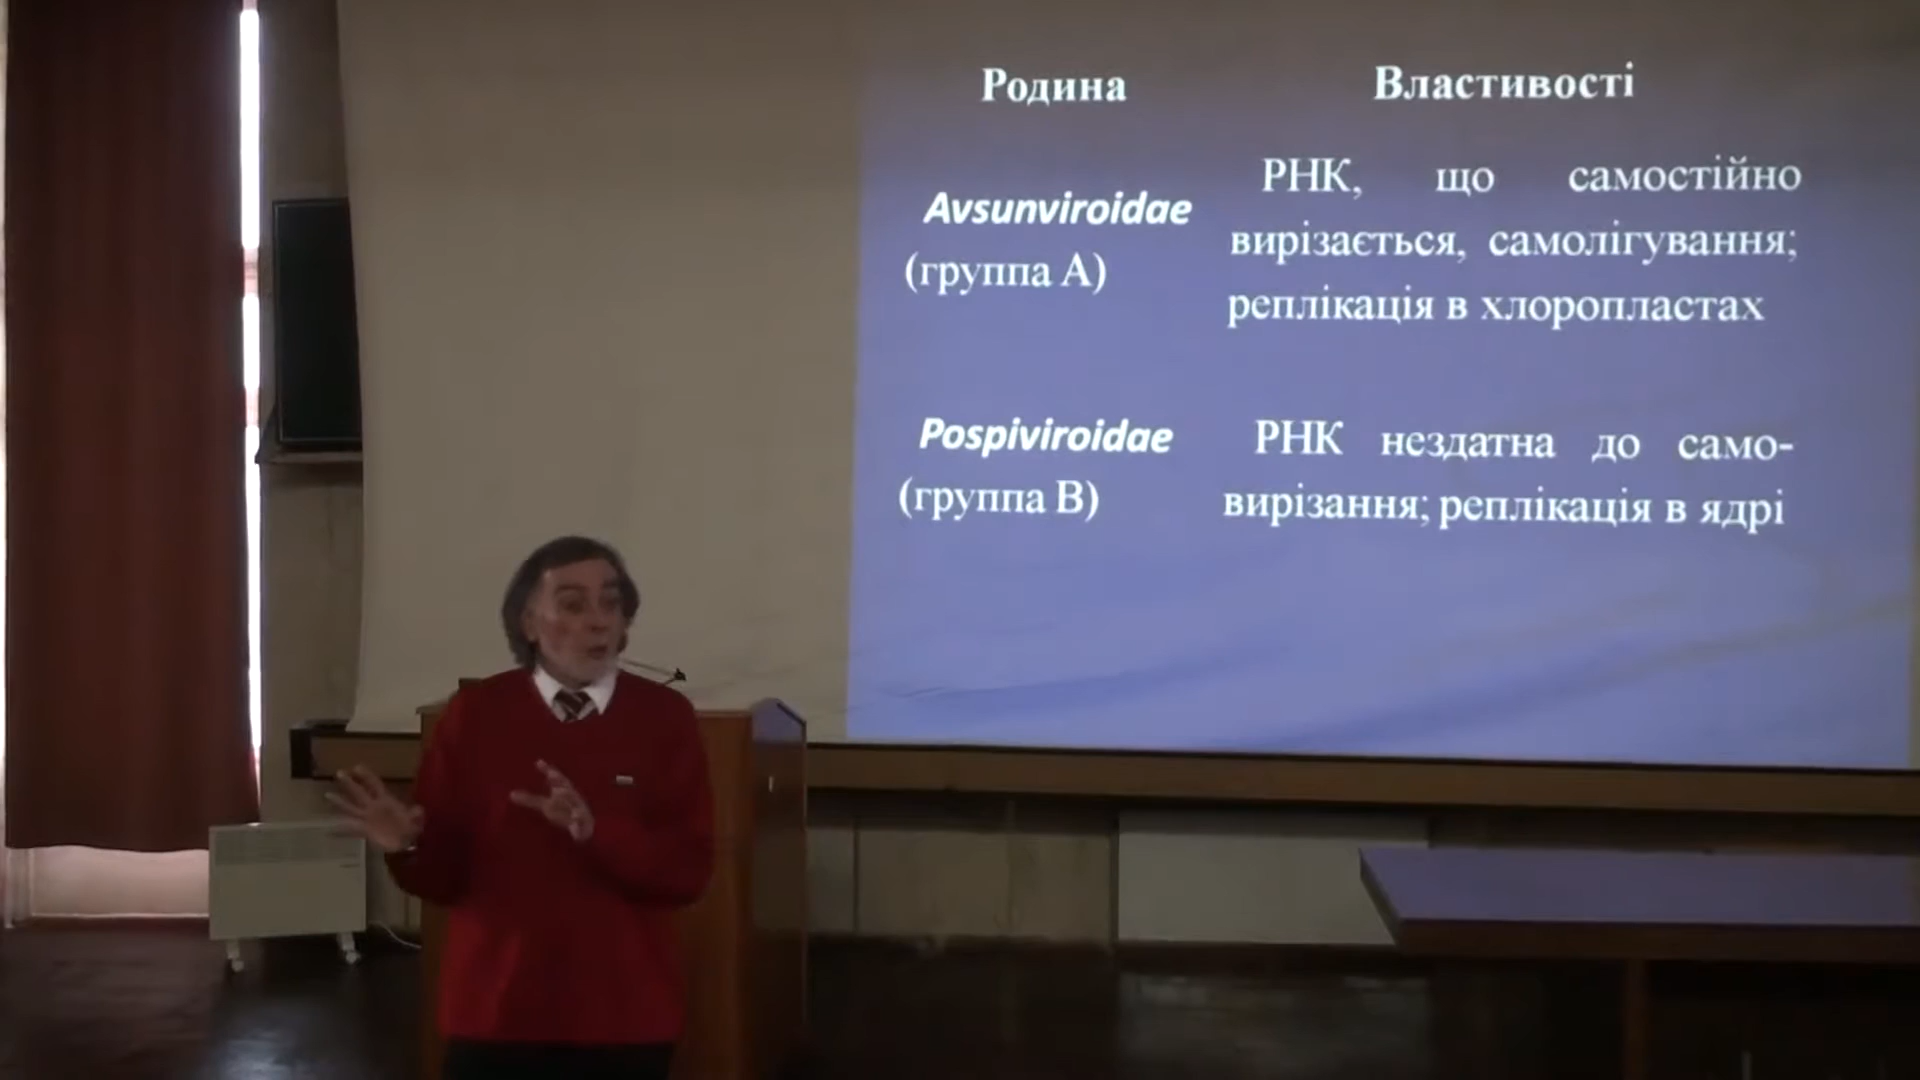 Родина Властивості
Avsunviroidae
(группа А)
РНК, що самостійно
вирізається, самолігування;
реплікація в хлоропластах
Pospiviroidae
(группа В)
РНК нездатна до само-
вирізання; реплікація в ядрі